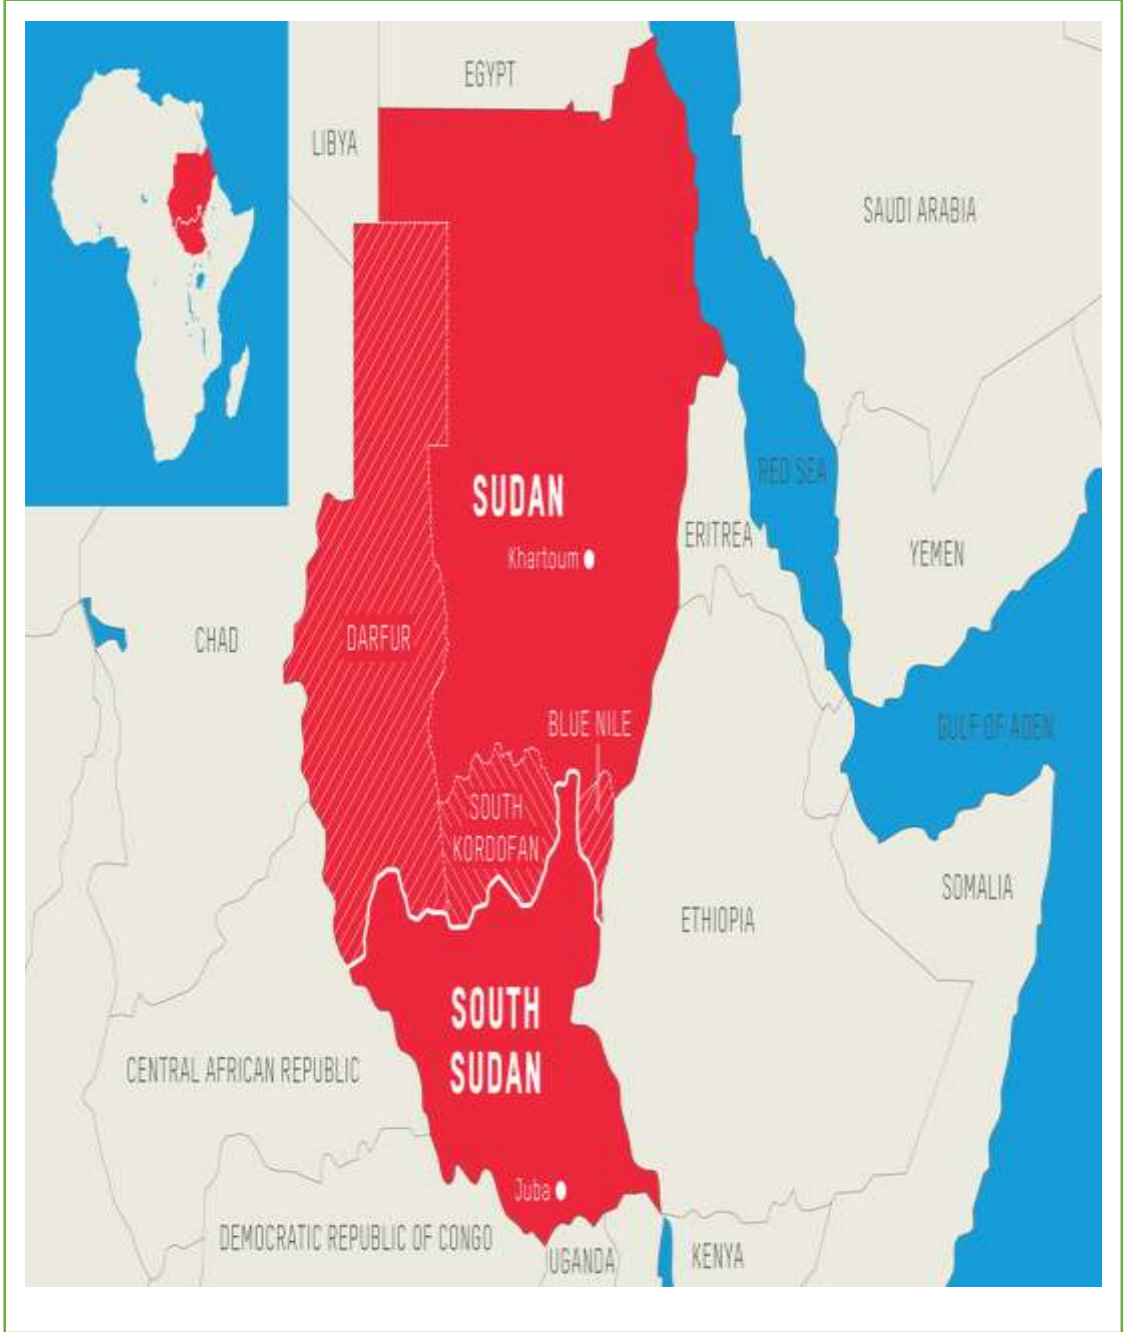 EGYPT
LIBYA
SAUDI ARABIA
RED SEA
SUDAN
Khartoum
ERITREA
YEMEN
CHAD
DARFUR
BLUE NILE
GULF OF ADEN
SOUTH
KORDOFAN
SOMALIA
ETHIOPIA
SOUTH
SUDAN
CENTRAL AFRICAN REPUBLIC
Juba
DEMOCRATIC REPUBLIC OF CONGO
UGANDA
KENYA